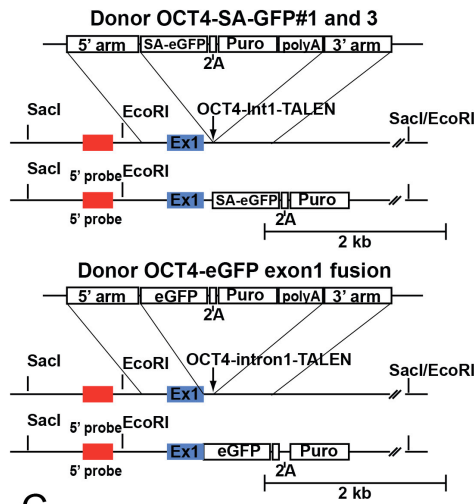 Donor OCT4-SA-GFP#1 and 3
5' arm SA-eGFP Puro polyA 3' arm
2A
SacI EcoRI OCT4-Int1-TALEN SacI/EcoRI
Ex1
5' probe
SacI EcoRI
Ex1 SA-eGFP Puro
5' probe 2A
2 kb
Donor OCT4-eGFP exon1 fusion
5' arm eGFP Puro polyA 3' arm
2A
SacI EcoRI OCT4-intron1-TALEN SacI/EcoRI
Ex1
5' probe
SacI EcoRI
Ex1 eGFP Puro
5' probe 2A
2 kb